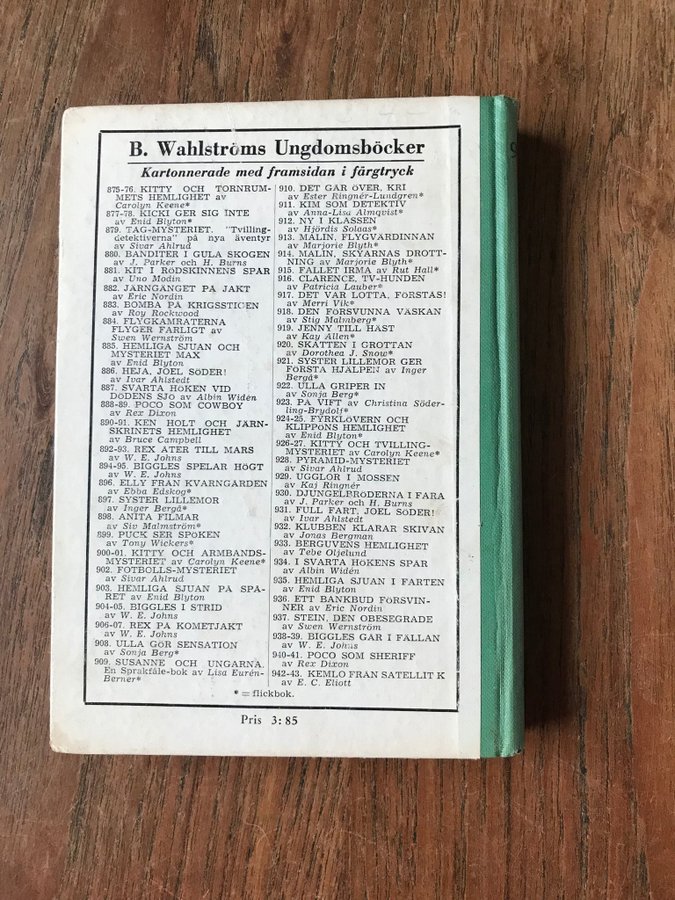 B. Wahlströms Ungdomsböcker
Kartonnerade med framsidan i färgtryck
875-76. KITTY OCH TORNRUM-
METS HEMLIGHET av
Carolyn Keene*
877-78. KICKI GER SIG INTE
av Enid Blyton*
879. TÅG-MYSTERIET. "Tvilling-
detektiverna" på nya äventyr
av Sivar Ahlrud
880. BANDITER I GULA SKOGEN
av J. Parker och H. Burns
881. KIT I RÖDSKINNENS SPÅR
av Uno Modin
882. JÄRNGÄNGET PÅ JAKT
av Eric Nordin
883. BOMBA PÅ KRIGSSTIGEN
av Roy Rockwood
884. FLYGKAMRATERNA
FLYGER FARLIGT av
Swen Wernström
885. HEMLIGA SJUAN OCH
MYSTERIET MAX
av Enid Blyton
886. HEJA, JOEL SÖDER!
av Ivar Ahlstedt
887. SVARTA HÖKEN VID
DÖDENS SJÖ av Albin Widén
888-89. POCO SOM COWBOY
av Rex Dixon
890-91. KEN HOLT OCH JÄRN-
SKRINETS HEMLIGHET
av Bruce Campbell
892-93. REX ÅTER TILL MARS
av W. E. Johns
894-95. BIGGLES SPELAR HÖGT
av W. E. Johns
896. ELLY FRÅN KVARNGÅRDEN
av Ebba Edskog*
897. SYSTER LILLEMOR
av Inger Bergå*
898. ANITA FILMAR
av Siv Malmström*
899. PUCK SER SPÖKEN
av Tony Wickers*
900-01. KITTY OCH ARMBANDS-
MYSTERIET av Carolyn Keene*
902. FOTBOLLS-MYSTERIET
av Sivar Ahlrud
903. HEMLIGA SJUAN PÅ SPÅ-
RET av Enid Blyton
904-05. BIGGLES I STRID
av W. E. Johns
906-07. REX PÅ KOMETJAKT
av W. E. Johns
908. ULLA GÖR SENSATION
av Sonja Berg*
909. SUSANNE OCH UNGARNA.
En Språkfåle-bok av Lisa Eurén-
Berner*
910. DET GÅR ÖVER, KRI
av Ester Ringnér-Lundgren*
911. KIM SOM DETEKTIV
av Anna-Lisa Almqvist*
912. NY I KLASSEN
av Hjördis Solaas*
913. MALIN, FLYGVÄRDINNAN
av Marjorie Blyth*
914. MALIN, SKYARNAS DROTT-
NING av Marjorie Blyth*
915. FALLET IRMA av Rut Hall*
916. CLARENCE, TV-HUNDEN
av Patricia Lauber*
917. DET VAR LOTTA, FÖRSTÅS!
av Merri Vik*
918. DEN FÖRSVUNNA VÄSKAN
av Stig Malmberg*
919. JENNY TILL HÄST
av Kay Allen*
920. SKATTEN I GROTTAN
av Dorothea J. Snow*
921. SYSTER LILLEMOR GER
FÖRSTA HJÄLPEN av Inger
Bergå*
922. ULLA GRIPER IN
av Sonja Berg*
923. PÅ VIFT av Christina Söder-
ling-Brydolf*
924-25. FYRKLÖVERN OCH
KLIPPÖNS HEMLIGHET
av Enid Blyton*
926-27. KITTY OCH TVILLING-
MYSTERIET av Carolyn Keene*
928. PYRAMID-MYSTERIET
av Sivar Ahlrud
929. UGGLOR I MOSSEN
av Kaj Ringnér
930. DJUNGELBRÖDERNA I FARA
av J. Parker och H. Burns
931. FULL FART, JOEL SÖDER!
av Ivar Ahlstedt
932. KLUBBEN KLARAR SKIVAN
av Jonas Bergman
933. BERGUVENS HEMLIGHET
av Tebe Oljelund
934. I SVARTA HÖKENS SPÅR
av Albin Widén
935. HEMLIGA SJUAN I FARTEN
av Enid Blyton
936. ETT BANKBUD FÖRSVIN-
NER av Eric Nordin
937. STEIN, DEN OBESEGRADE
av Swen Wernström
938-39. BIGGLES GÅR I FÄLLAN
av W. E. Johns
940-41. POCO SOM SHERIFF
av Rex Dixon
942-43. KEMLO FRÅN SATELLIT K
av E. C. Eliott
* = flickbok.
Pris 3:85